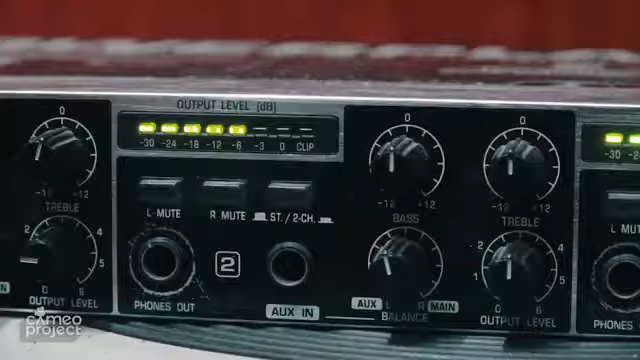 OUTPUT LEVEL (dB)
-30 -24 -18 -12 -6 -3 0 CLIP
-30
0
-12 +12
TREBLE
2 4
5
6
OUTPUT LEVEL
L MUTE R MUTE ST. / 2-CH.
2
PHONES OUT
AUX IN
0
-12 +12
BASS
0
-12 +12
TREBLE
AUX L R MAIN
BALANCE
2 4
1 5
0 6
OUTPUT LEVEL
L MUT
PHONES
CAMEO
project